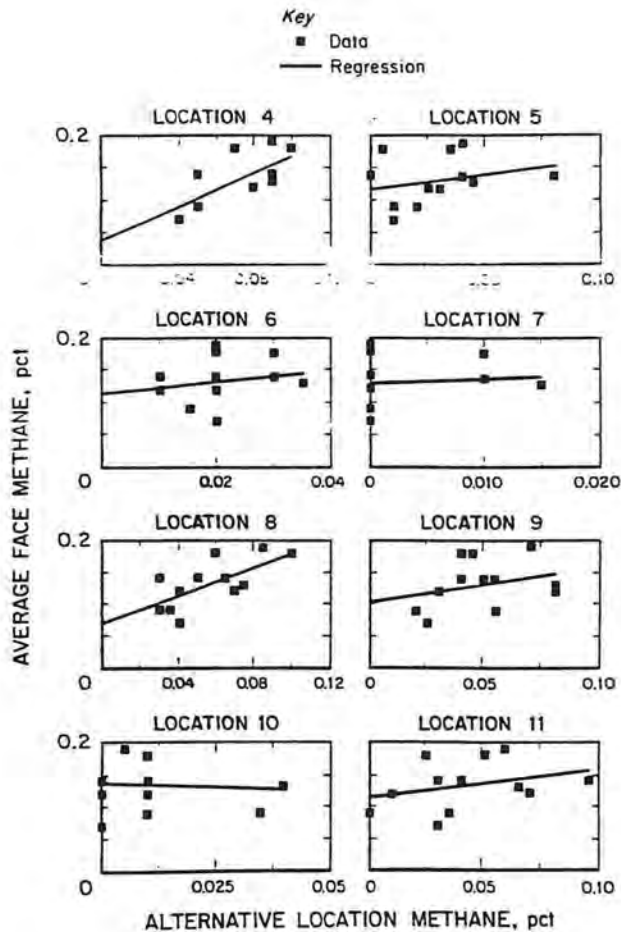 Key
Data
Regression
LOCATION 4
LOCATION 5
0.2
0.10
LOCATION 6
LOCATION 7
0.2
0
0.02
0.04
0
0.010
0.020
LOCATION 8
LOCATION 9
0.2
0
0.04
0.08
0.12
0
0.05
0.10
LOCATION 10
LOCATION 11
0.2
0
0.025
0.05
0
0.05
0.10
AVERAGE FACE METHANE, pct
ALTERNATIVE LOCATION METHANE, pct